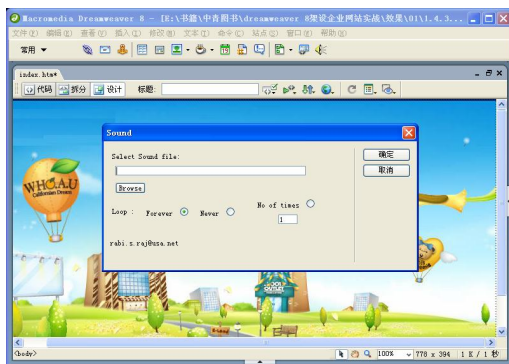 Macromedia Dreamweaver 8 - [E:\书籍\中青图书\dreamweaver 8架设企业网站实战\效果\01\1.4.3...
文件(F) 编辑(E) 查看(V) 插入(I) 修改(M) 文本(T) 命令(C) 站点(S) 窗口(W) 帮助(H)
常用
index.htm*
代码 拆分 设计 标题:
Sound
Select Sound file:
确定
Browse
取消
Loop : Forever Never No of times
1
rabi.s.raj@usa.net
WHO.A.U
Californian Dream
<body>
100% 778 x 394 1 K / 1 秒